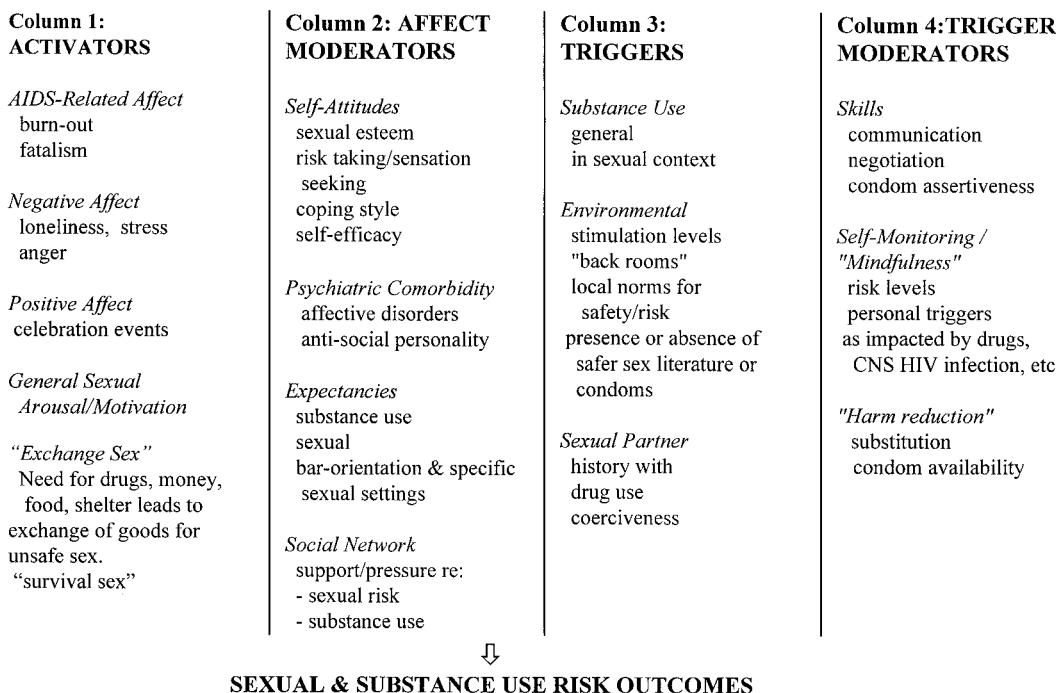 Column 1:
ACTIVATORS
AIDS-Related Affect
burn-out
fatalism
Negative Affect
loneliness, stress
anger
Positive Affect
celebration events
General Sexual
Arousal/Motivation
“Exchange Sex”
Need for drugs, money,
food, shelter leads to
exchange of goods for
unsafe sex.
“survival sex”
Column 2: AFFECT
MODERATORS
Self-Attitudes
sexual esteem
risk taking/sensation
seeking
coping style
self-efficacy
Psychiatric Comorbidity
affective disorders
anti-social personality
Expectancies
substance use
sexual
bar-orientation & specific
sexual settings
Social Network
support/pressure re:
- sexual risk
- substance use
Column 3:
TRIGGERS
Substance Use
general
in sexual context
Environmental
stimulation levels
"back rooms"
local norms for
safety/risk
presence or absence of
safer sex literature or
condoms
Sexual Partner
history with
drug use
coerciveness
Column 4:TRIGGER
MODERATORS
Skills
communication
negotiation
condom assertiveness
Self-Monitoring /
"Mindfulness"
risk levels
personal triggers
as impacted by drugs,
CNS HIV infection, etc
"Harm reduction"
substitution
condom availability
SEXUAL & SUBSTANCE USE RISK OUTCOMES